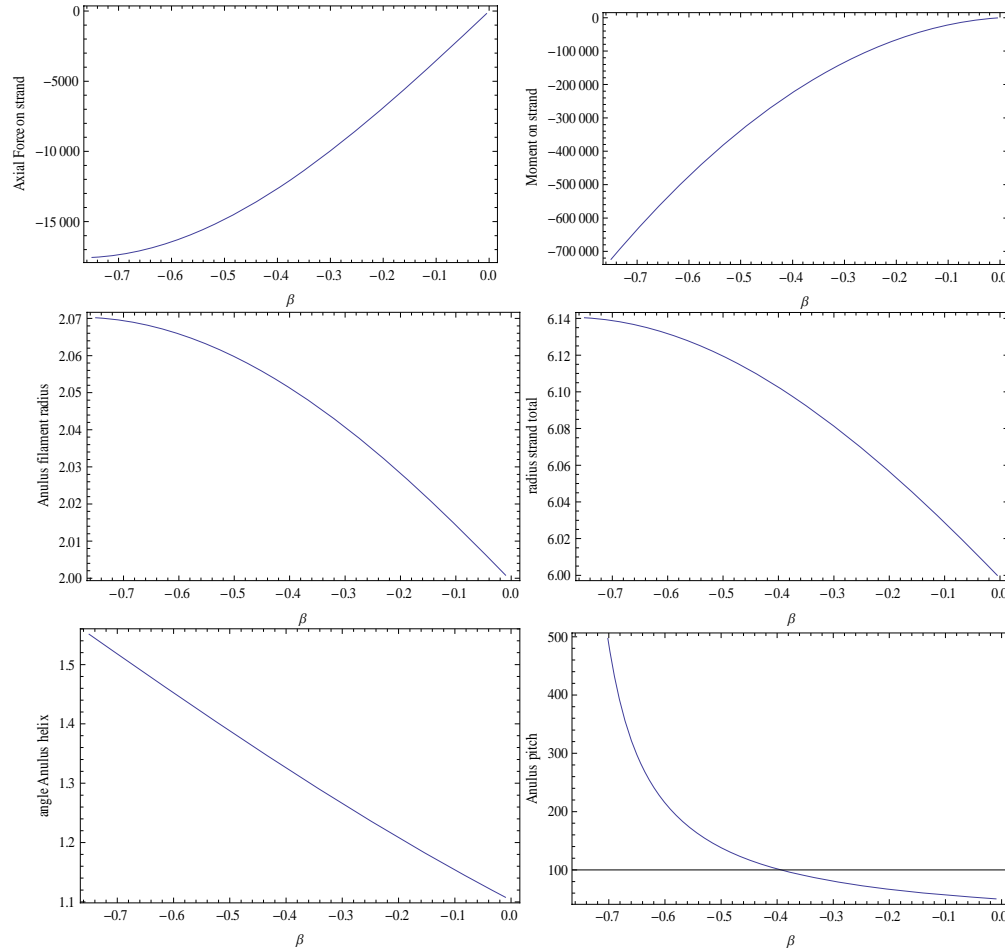 Axial Force on strand
0
−5000
−10 000
−15 000
−0.7 −0.6 −0.5 −0.4 −0.3 −0.2 −0.1 0.0
β
Moment on strand
0
−100 000
−200 000
−300 000
−400 000
−500 000
−600 000
−700 000
−0.7 −0.6 −0.5 −0.4 −0.3 −0.2 −0.1 0.0
β
Anulus filament radius
2.07
2.06
2.05
2.04
2.03
2.02
2.01
2.00
−0.7 −0.6 −0.5 −0.4 −0.3 −0.2 −0.1 0.0
β
radius strand total
6.14
6.12
6.10
6.08
6.06
6.04
6.02
6.00
−0.7 −0.6 −0.5 −0.4 −0.3 −0.2 −0.1 0.0
β
angle Anulus helix
1.5
1.4
1.3
1.2
1.1
−0.7 −0.6 −0.5 −0.4 −0.3 −0.2 −0.1 0.0
β
Anulus pitch
500
400
300
200
100
−0.7 −0.6 −0.5 −0.4 −0.3 −0.2 −0.1 0.0
β